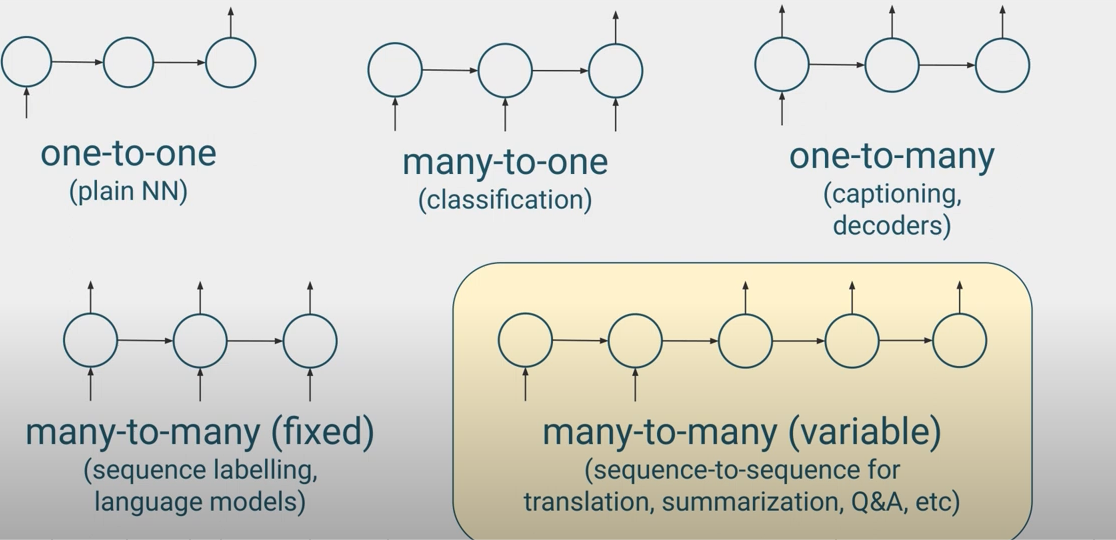 one-to-one
(plain NN)
many-to-one
(classification)
one-to-many
(captioning,
decoders)
many-to-many (fixed)
(sequence labelling,
language models)
many-to-many (variable)
(sequence-to-sequence for
translation, summarization, Q&A, etc)